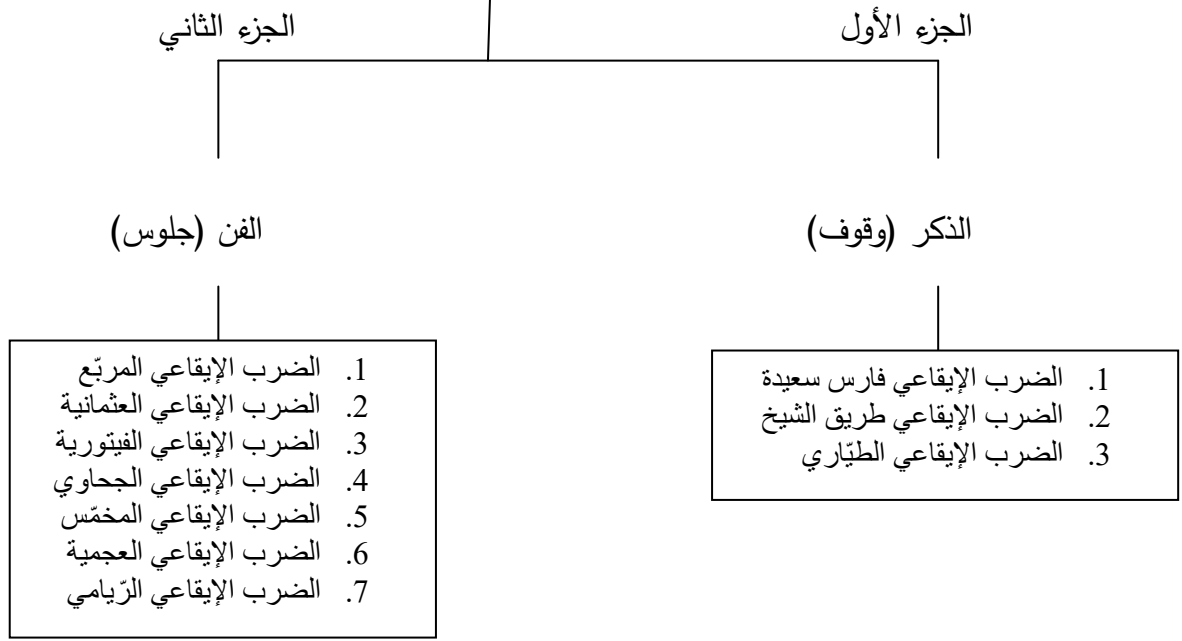 الجزء الأول
الجزء الثاني
الذكر (وقوف)
الفن (جلوس)
1. الضرب الإيقاعي فارس سعيدة
2. الضرب الإيقاعي طريق الشيخ
3. الضرب الإيقاعي الطيّاري
1. الضرب الإيقاعي المربّع
2. الضرب الإيقاعي العثمانية
3. الضرب الإيقاعي الفيتورية
4. الضرب الإيقاعي الجحاوي
5. الضرب الإيقاعي المخمّس
6. الضرب الإيقاعي العجمية
7. الضرب الإيقاعي الرّيامي